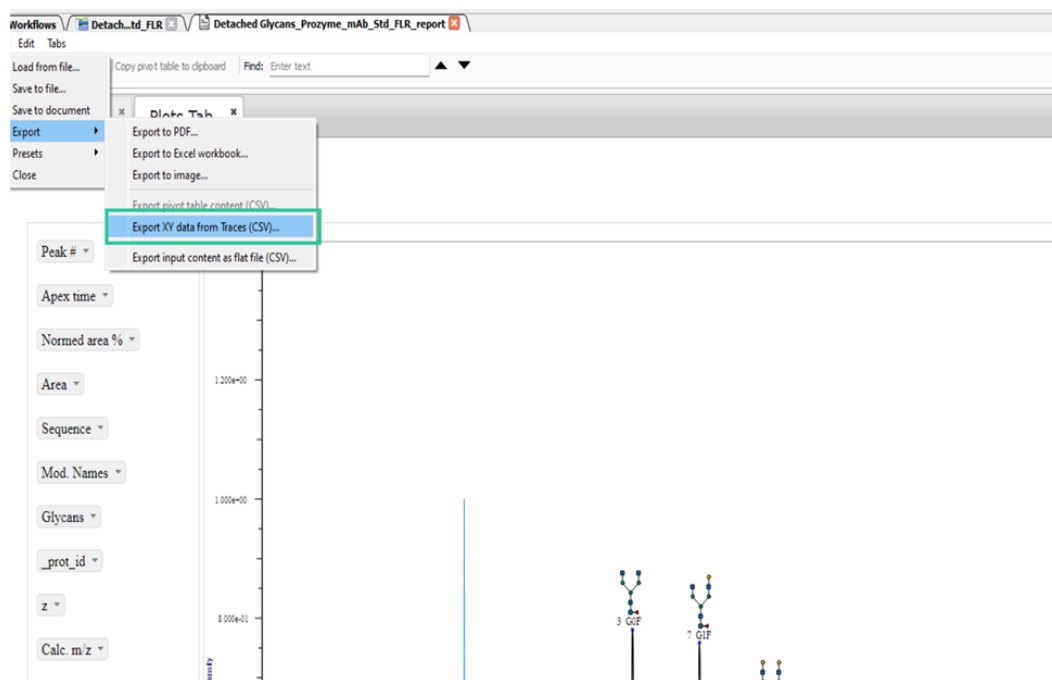 Workflows
Detach...td_FLR
Detached Glycans_Prozyme_mAb_Std_FLR_report
Edit Tabs
Load from file...
Copy pivot table to clipboard
Find: Enter text
Save to file...
Save to document
Plots Tab
Export
Export to PDF...
Presets
Export to Excel workbook...
Close
Export to image...
Export pivot table content (CSV)...
Export XY data from Traces (CSV)...
Export input content as flat file (CSV)...
Peak #
Apex time
Normed area %
Area
1.200e+00
Sequence
Mod. Names
1.000e+00
Glycans
_prot_id
z
8.000e-01
3 G0F
7 G1F
Calc. m/z